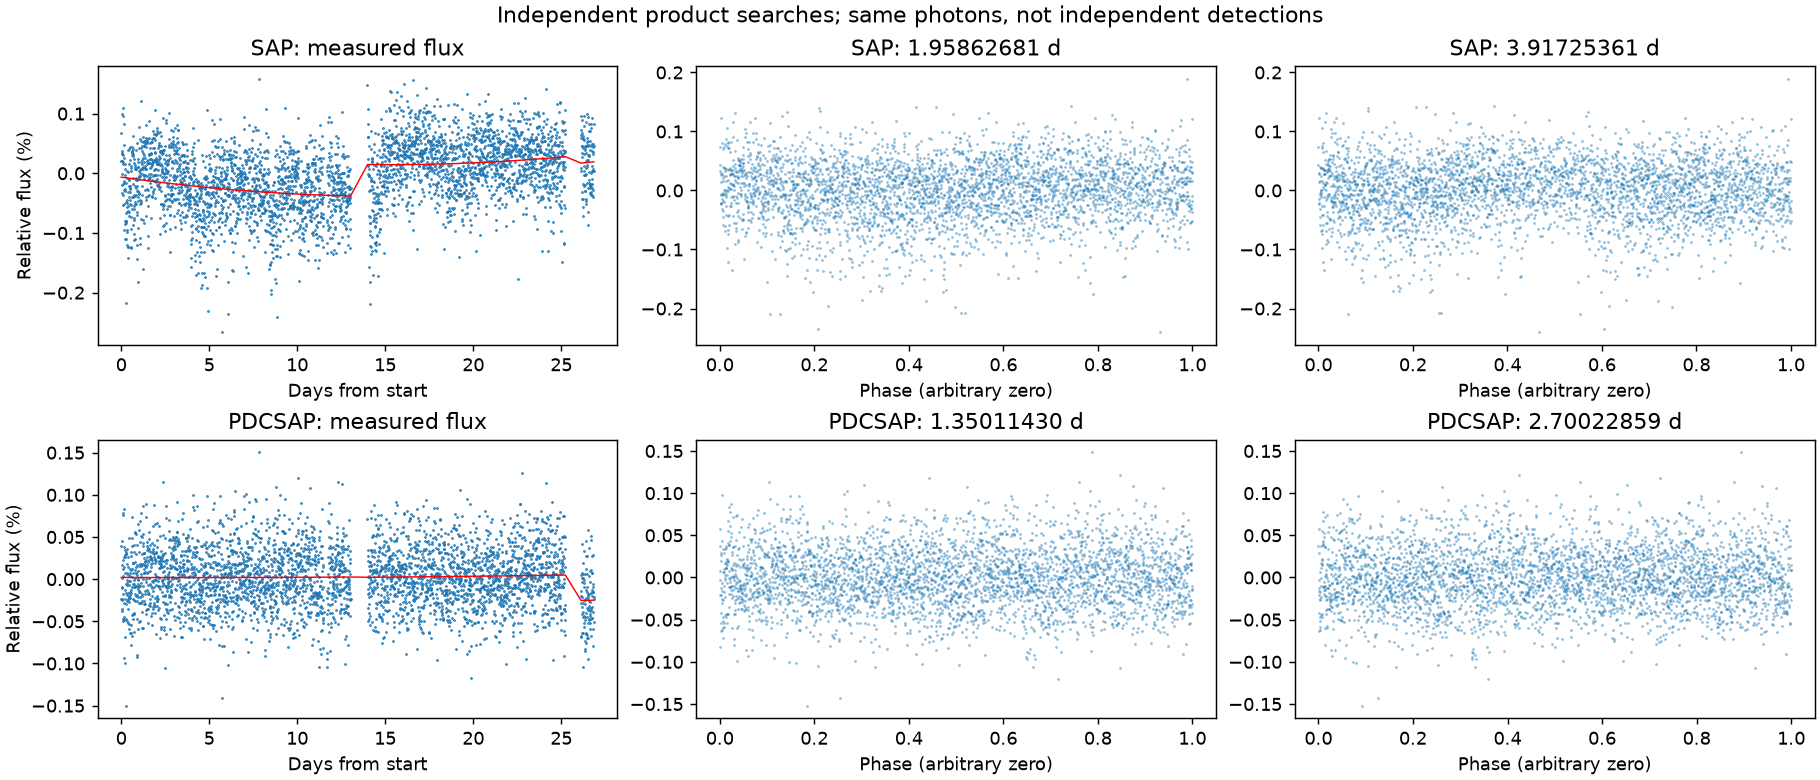 Independent product searches; same photons, not independent detections
SAP: measured flux
SAP: 1.95862681 d
SAP: 3.91725361 d
Relative flux (%)
0.1
0.0
−0.1
−0.2
0 5 10 15 20 25
Days from start
0.2
0.1
0.0
−0.1
−0.2
0.0 0.2 0.4 0.6 0.8 1.0
Phase (arbitrary zero)
0.2
0.1
0.0
−0.1
−0.2
0.0 0.2 0.4 0.6 0.8 1.0
Phase (arbitrary zero)
PDCSAP: measured flux
PDCSAP: 1.35011430 d
PDCSAP: 2.70022859 d
Relative flux (%)
0.15
0.10
0.05
0.00
−0.05
−0.10
−0.15
0 5 10 15 20 25
Days from start
0.15
0.10
0.05
0.00
−0.05
−0.10
−0.15
0.0 0.2 0.4 0.6 0.8 1.0
Phase (arbitrary zero)
0.15
0.10
0.05
0.00
−0.05
−0.10
−0.15
0.0 0.2 0.4 0.6 0.8 1.0
Phase (arbitrary zero)